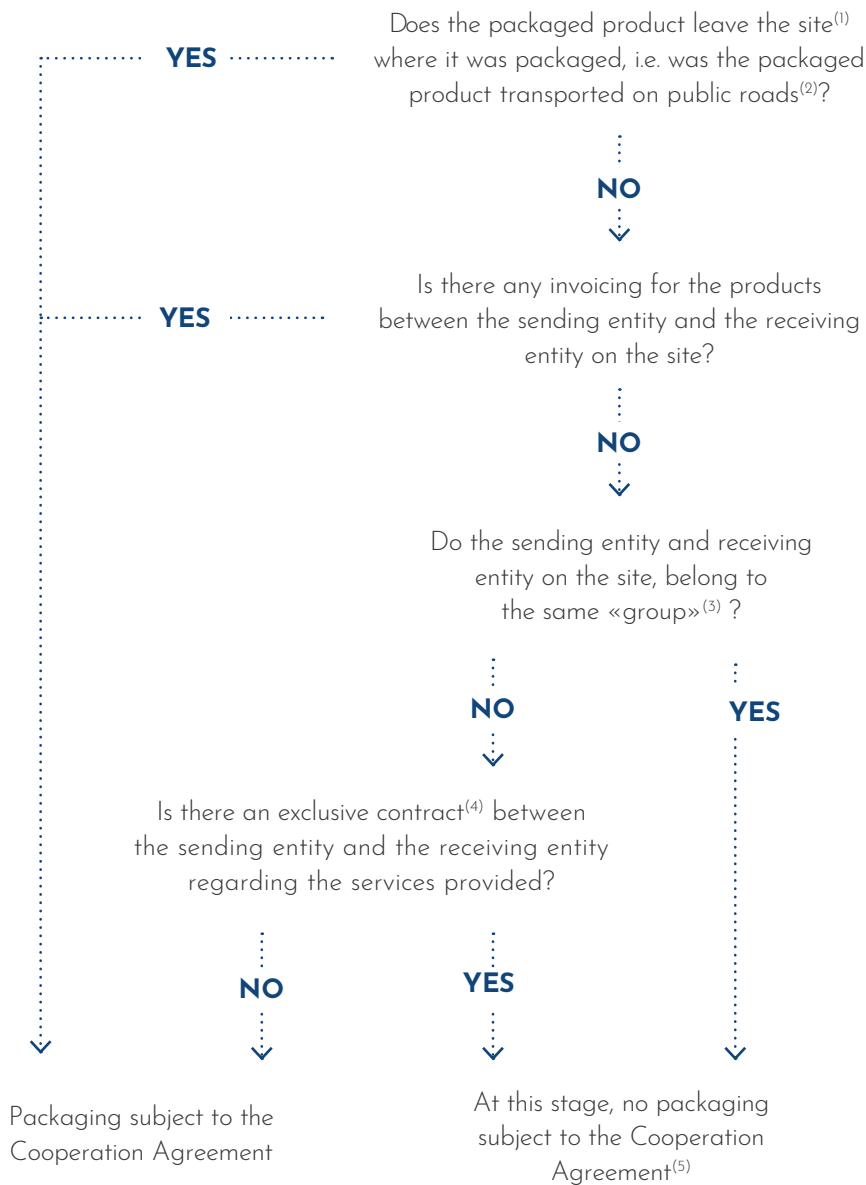 Does the packaged product leave the site(1)
where it was packaged, i.e. was the packaged
product transported on public roads(2)?
YES
NO
Is there any invoicing for the products
between the sending entity and the receiving
entity on the site?
YES
NO
Do the sending entity and receiving
entity on the site, belong to
the same «group»(3) ?
NO
YES
Is there an exclusive contract(4) between
the sending entity and the receiving entity
regarding the services provided?
NO
YES
Packaging subject to the
Cooperation Agreement
At this stage, no packaging
subject to the Cooperation
Agreement(5)